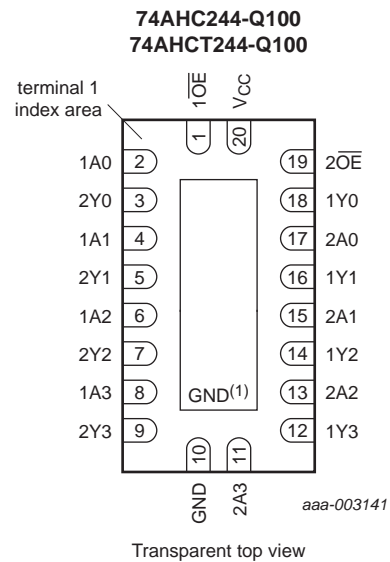 74AHC244-Q100
74AHCT244-Q100
terminal 1
index area
1O̅E̅
VCC
1
20
1A0 2 19 2O̅E̅
2Y0 3 18 1Y0
1A1 4 17 2A0
2Y1 5 16 1Y1
1A2 6 15 2A1
2Y2 7 14 1Y2
1A3 8 GND(1) 13 2A2
2Y3 9 12 1Y3
10
11
GND
2A3
aaa-003141
Transparent top view